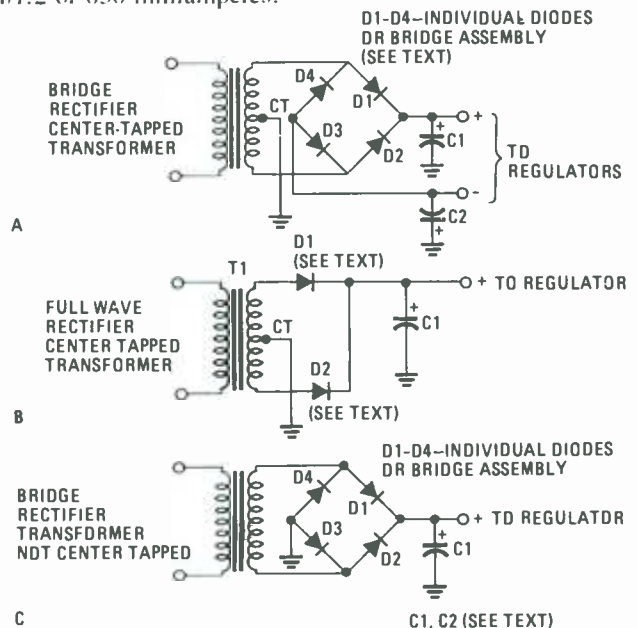 D1-D4-INDIVIDUAL DIODES
DR BRIDGE ASSEMBLY
(SEE TEXT)
BRIDGE
RECTIFIER
CENTER-TAPPED
TRANSFORMER
CT
D4
D1
D3
D2
+
+
C1
TD
REGULATORS
-
C2
+
A
D1
(SEE TEXT)
T1
+ TO REGULATOR
FULL WAVE
RECTIFIER
CENTER TAPPED
TRANSFORMER
CT
+
C1
D2
(SEE TEXT)
B
D1-D4-INDIVIDUAL DIODES
DR BRIDGE ASSEMBLY
BRIDGE
RECTIFIER
TRANSFDRMER
NDT CENTER TAPPED
D4
D1
D3
D2
+ TD REGULATDR
+
C1
C
C1, C2 (SEE TEXT)